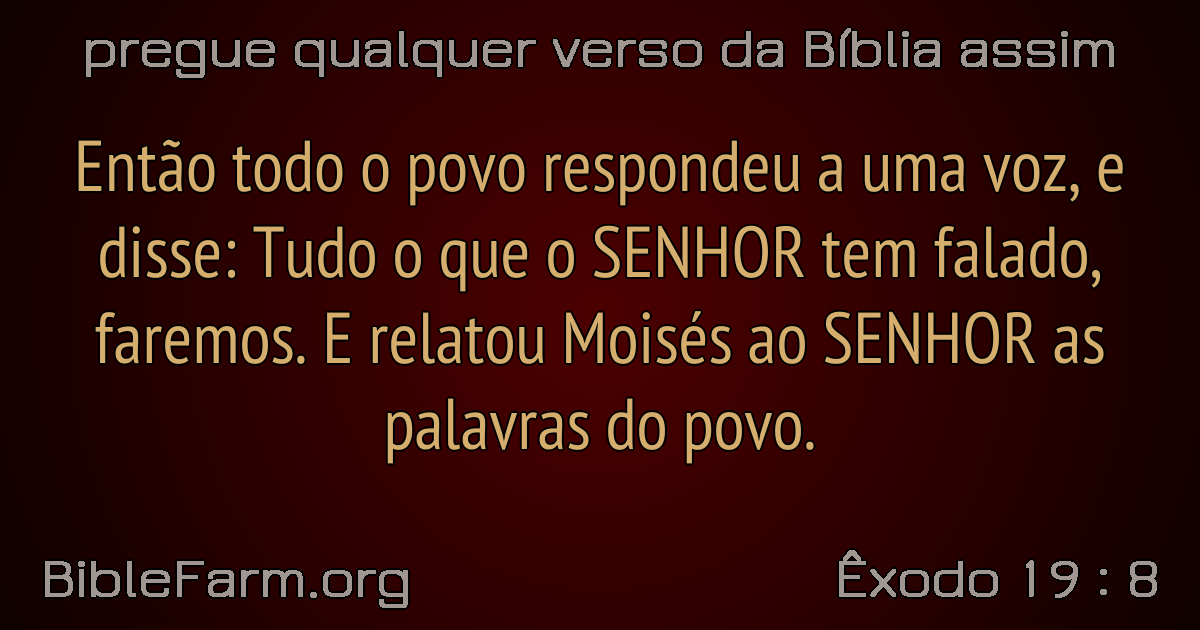 pregue qualquer verso da Bíblia assim
Então todo o povo respondeu a uma voz, e
disse: Tudo o que o SENHOR tem falado,
faremos. E relatou Moisés ao SENHOR as
palavras do povo.
BibleFarm.org
Êxodo 19 : 8